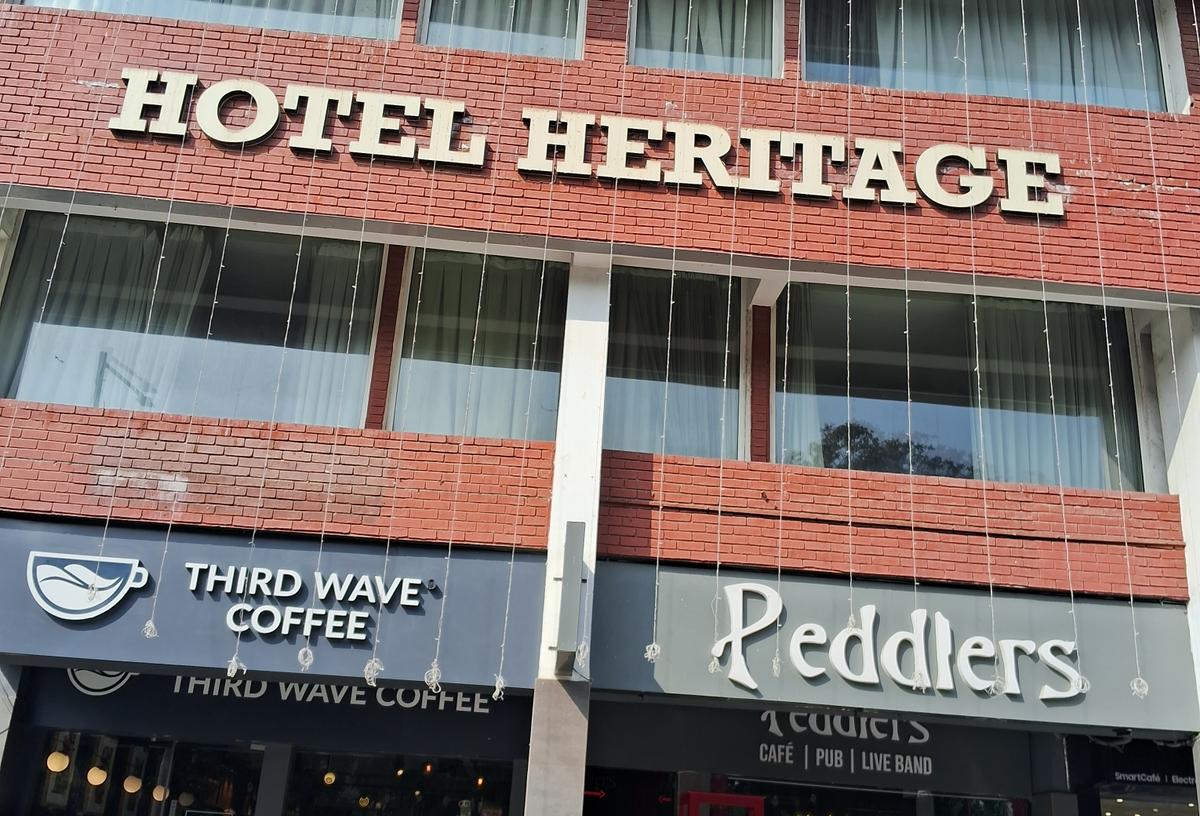 HOTEL HERITAGE
THIRD WAVE®
COFFEE
Peddlers
THIRD WAVE COFFEE
Peddlers
CAFÉ | PUB | LIVE BAND
SmartCafé |